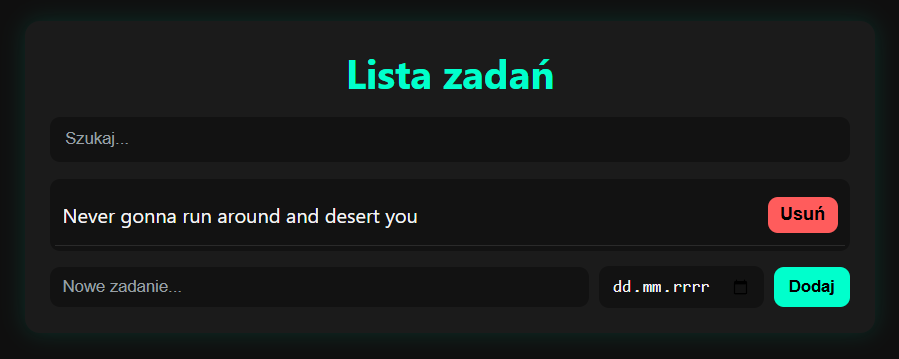 Lista zadań
Szukaj...
Never gonna run around and desert you Usuń
Nowe zadanie... dd.mm.rrrr Dodaj